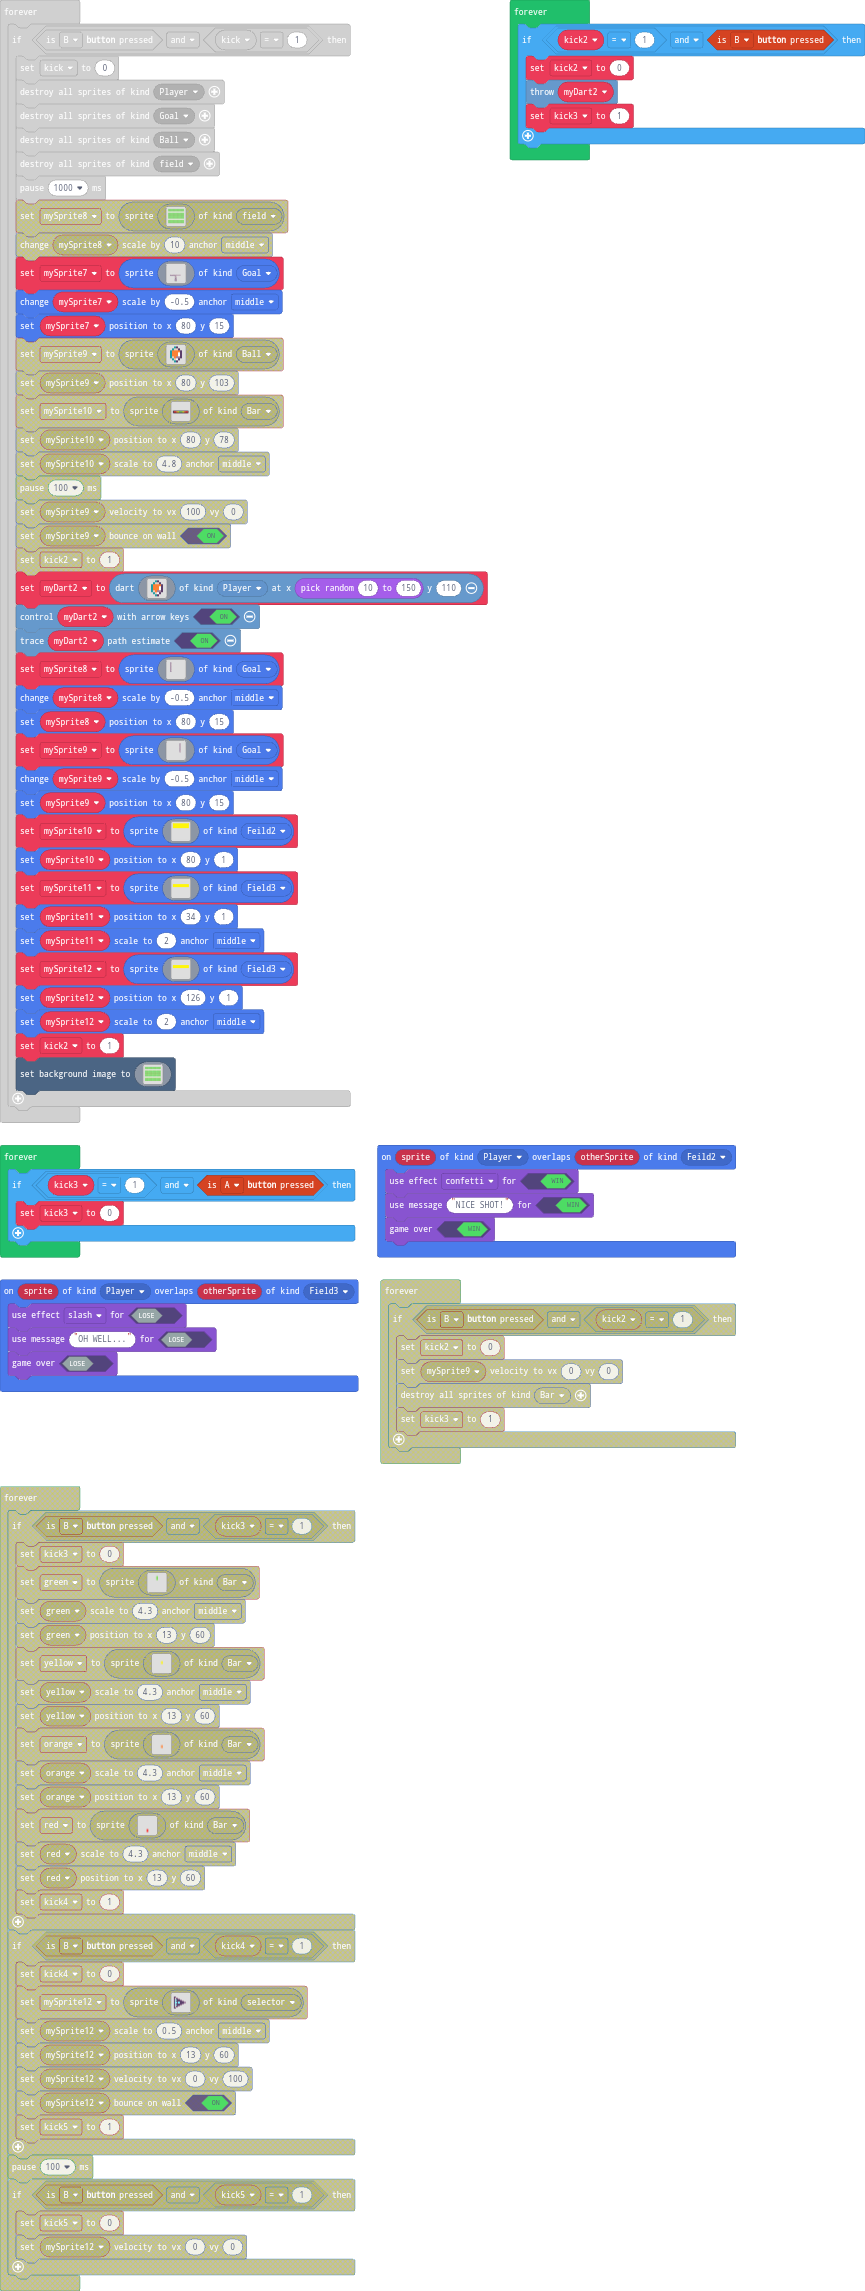 forever
if is B button pressed and kick = 1 then
set kick to 0
destroy all sprites of kind Player
destroy all sprites of kind Goal
destroy all sprites of kind Ball
destroy all sprites of kind field
pause 1000 ms
set mySprite8 to sprite of kind field
change mySprite8 scale by 10 anchor middle
set mySprite7 to sprite of kind Goal
change mySprite7 scale by -0.5 anchor middle
set mySprite7 position to x 80 y 15
set mySprite9 to sprite of kind Ball
set mySprite9 position to x 80 y 103
set mySprite10 to sprite of kind Bar
set mySprite10 position to x 80 y 78
set mySprite10 scale to 4.8 anchor middle
pause 100 ms
set mySprite9 velocity to vx 100 vy 0
set mySprite9 bounce on wall ON
set kick2 to 1
set myDart2 to dart of kind Player at x pick random 10 to 150 y 110
control myDart2 with arrow keys ON
trace myDart2 path estimate ON
set mySprite8 to sprite of kind Goal
change mySprite8 scale by -0.5 anchor middle
set mySprite8 position to x 80 y 15
set mySprite9 to sprite of kind Goal
change mySprite9 scale by -0.5 anchor middle
set mySprite9 position to x 80 y 15
set mySprite10 to sprite of kind Feild2
set mySprite10 position to x 80 y 1
set mySprite11 to sprite of kind Field3
set mySprite11 position to x 34 y 1
set mySprite11 scale to 2 anchor middle
set mySprite12 to sprite of kind Field3
set mySprite12 position to x 126 y 1
set mySprite12 scale to 2 anchor middle
set kick2 to 1
set background image to
forever
if kick2 = 1 and is B button pressed then
set kick2 to 0
throw myDart2
set kick3 to 1
forever
if kick3 = 1 and is A button pressed then
set kick3 to 0
on sprite of kind Player overlaps otherSprite of kind Feild2
use effect confetti for WIN
use message "NICE SHOT!" for WIN
game over WIN
on sprite of kind Player overlaps otherSprite of kind Field3
use effect slash for LOSE
use message "OH WELL..." for LOSE
game over LOSE
forever
if is B button pressed and kick2 = 1 then
set kick2 to 0
set mySprite9 velocity to vx 0 vy 0
destroy all sprites of kind Bar
set kick3 to 1
forever
if is B button pressed and kick3 = 1 then
set kick3 to 0
set green to sprite of kind Bar
set green scale to 4.3 anchor middle
set green position to x 13 y 60
set yellow to sprite of kind Bar
set yellow scale to 4.3 anchor middle
set yellow position to x 13 y 60
set orange to sprite of kind Bar
set orange scale to 4.3 anchor middle
set orange position to x 13 y 60
set red to sprite of kind Bar
set red scale to 4.3 anchor middle
set red position to x 13 y 60
set kick4 to 1
if is B button pressed and kick4 = 1 then
set kick4 to 0
set mySprite12 to sprite of kind selector
set mySprite12 scale to 0.5 anchor middle
set mySprite12 position to x 13 y 60
set mySprite12 velocity to vx 0 vy 100
set mySprite12 bounce on wall ON
set kick5 to 1
pause 100 ms
if is B button pressed and kick5 = 1 then
set kick5 to 0
set mySprite12 velocity to vx 0 vy 0